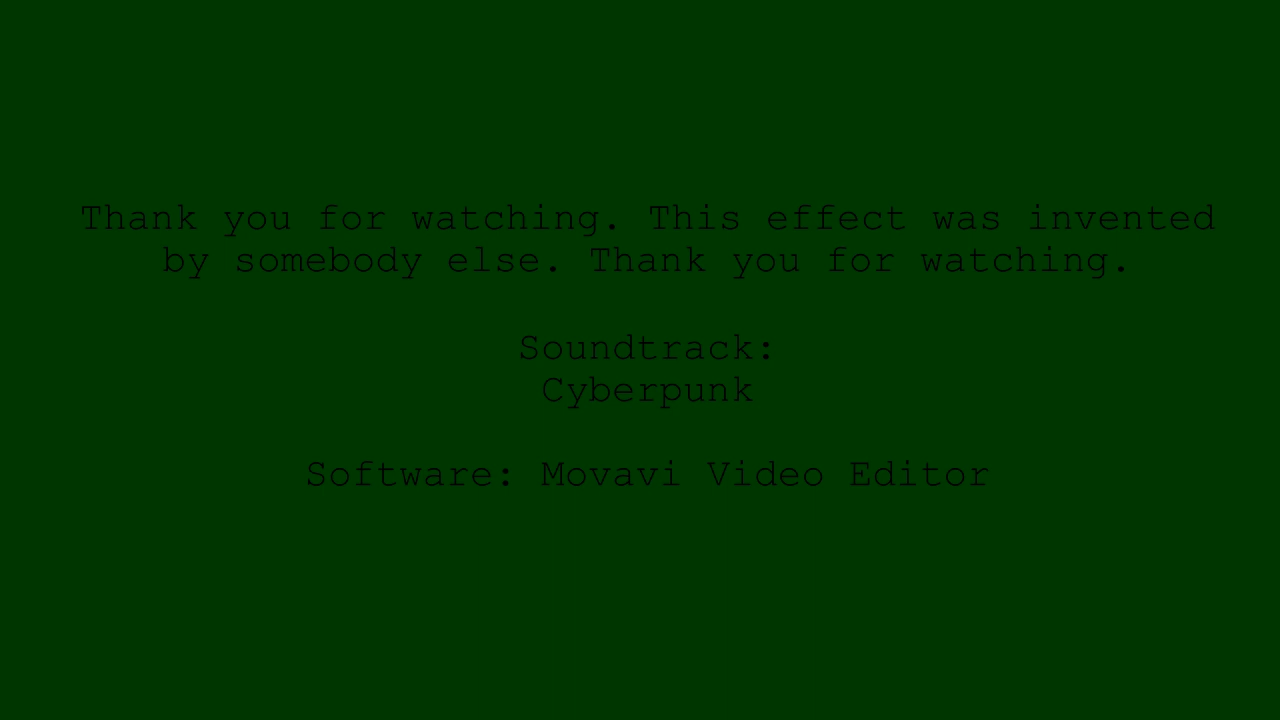 Thank you for watching. This effect was invented
by somebody else. Thank you for watching.
Soundtrack:
Cyberpunk
Software: Movavi Video Editor